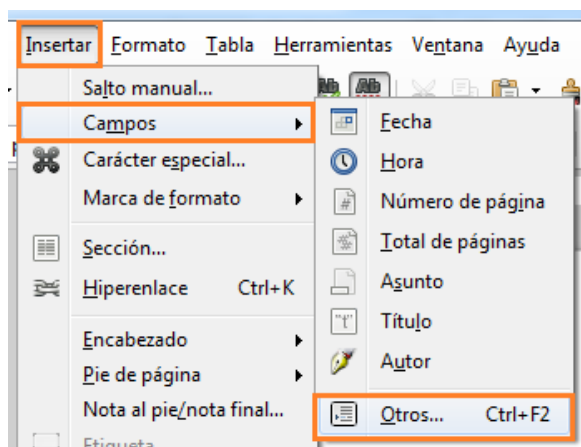 Insertar Formato Tabla Herramientas Ventana Ayuda
Salto manual...
Campos
Carácter especial...
Marca de formato
Sección...
Hiperenlace Ctrl+K
Encabezado
Pie de página
Nota al pie/nota final...
Etiqueta
Fecha
Hora
Número de página
Total de páginas
Asunto
Título
Autor
Otros... Ctrl+F2